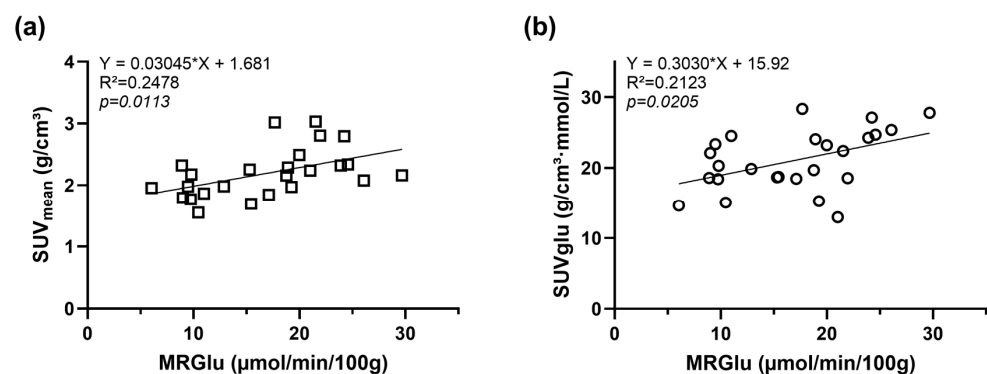 (a)
Y = 0.03045*X + 1.681
R²=0.2478
p=0.0113
SUVmean (g/cm³)
4
3
2
1
0
0 10 20 30
MRGlu (µmol/min/100g)
(b)
Y = 0.3030*X + 15.92
R²=0.2123
p=0.0205
SUVglu (g/cm³·mmol/L)
30
20
10
0
0 10 20 30
MRGlu (µmol/min/100g)